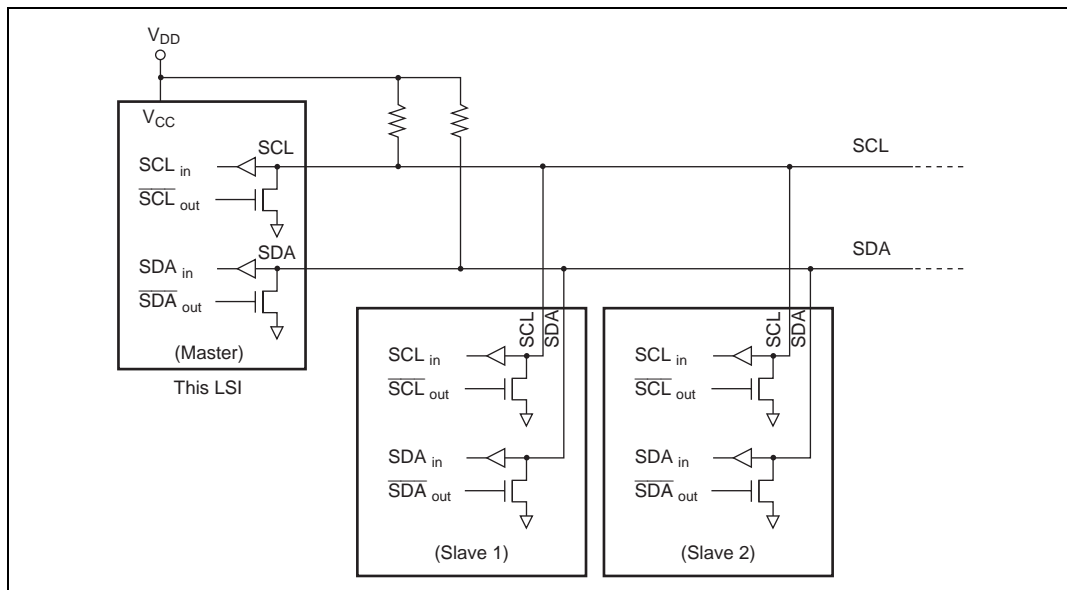 VDD
VCC
SCL
SCL in
SCL out
SDA
SDA in
SDA out
(Master)
This LSI
SCL
SDA
SCL
SDA
SCL in
SCL out
SDA in
SDA out
(Slave 1)
SCL
SDA
SCL in
SCL out
SDA in
SDA out
(Slave 2)